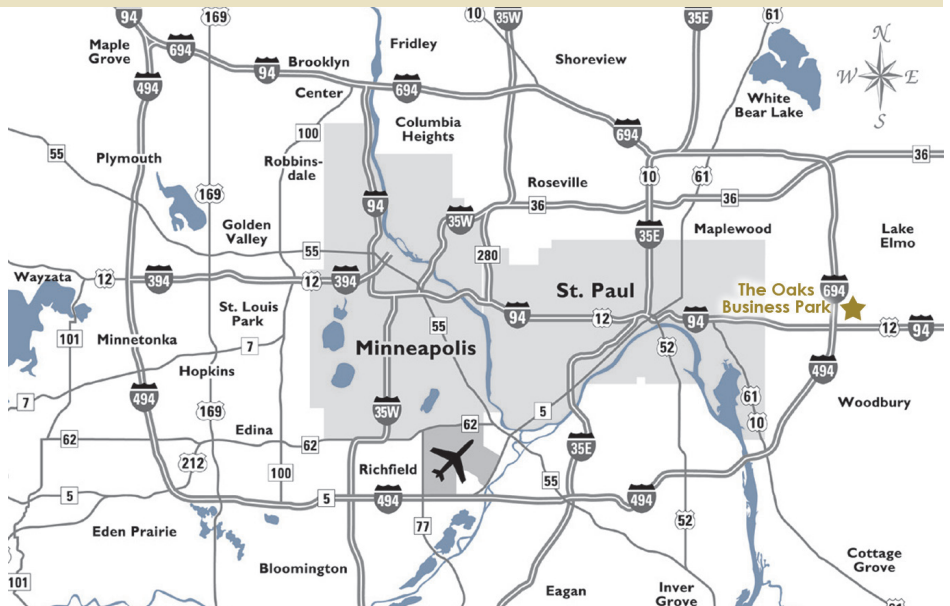 94
169
10
35W
35E
61
Maple
Grove
694
Fridley
Shoreview
N
W
E
S
494
94
Brooklyn
Center
694
White
Bear Lake
100
Columbia
Heights
694
55
Plymouth
Robbins-
dale
36
169
10
61
94
35W
Roseville
36
36
Golden
Valley
55
280
35E
Maplewood
Lake
Elmo
Wayzata
12
394
12
394
St. Paul
The Oaks
Business Park
694
101
St. Louis
Park
94
12
94
12
94
Minnetonka
7
Minneapolis
55
52
Hopkins
494
7
494
169
35W
5
61
10
Woodbury
62
Edina
62
62
35E
212
100
Richfield
5
5
494
55
494
77
52
Eden Prairie
Bloomington
Cottage
Grove
101
Eagan
Inver
Grove